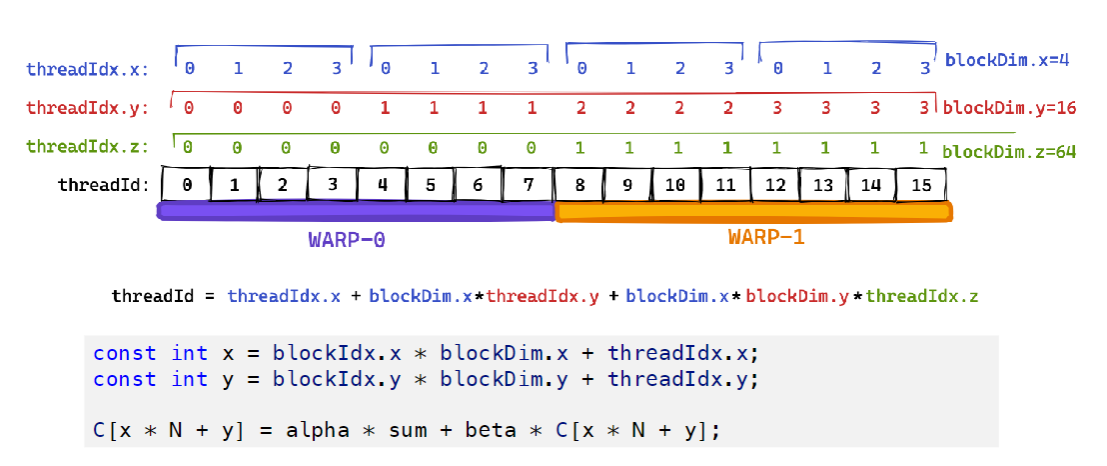 threadIdx.x: 0 1 2 3 0 1 2 3 0 1 2 3 0 1 2 3 blockDim.x=4
threadIdx.y: 0 0 0 0 1 1 1 1 2 2 2 2 3 3 3 3 blockDim.y=16
threadIdx.z: 0 0 0 0 0 0 0 0 1 1 1 1 1 1 1 1 blockDim.z=64
threadId: 0 1 2 3 4 5 6 7 8 9 10 11 12 13 14 15
WARP-0 WARP-1
threadId = threadIdx.x + blockDim.x*threadIdx.y + blockDim.x*blockDim.y*threadIdx.z
const int x = blockIdx.x * blockDim.x + threadIdx.x;
const int y = blockIdx.y * blockDim.y + threadIdx.y;
C[x * N + y] = alpha * sum + beta * C[x * N + y];